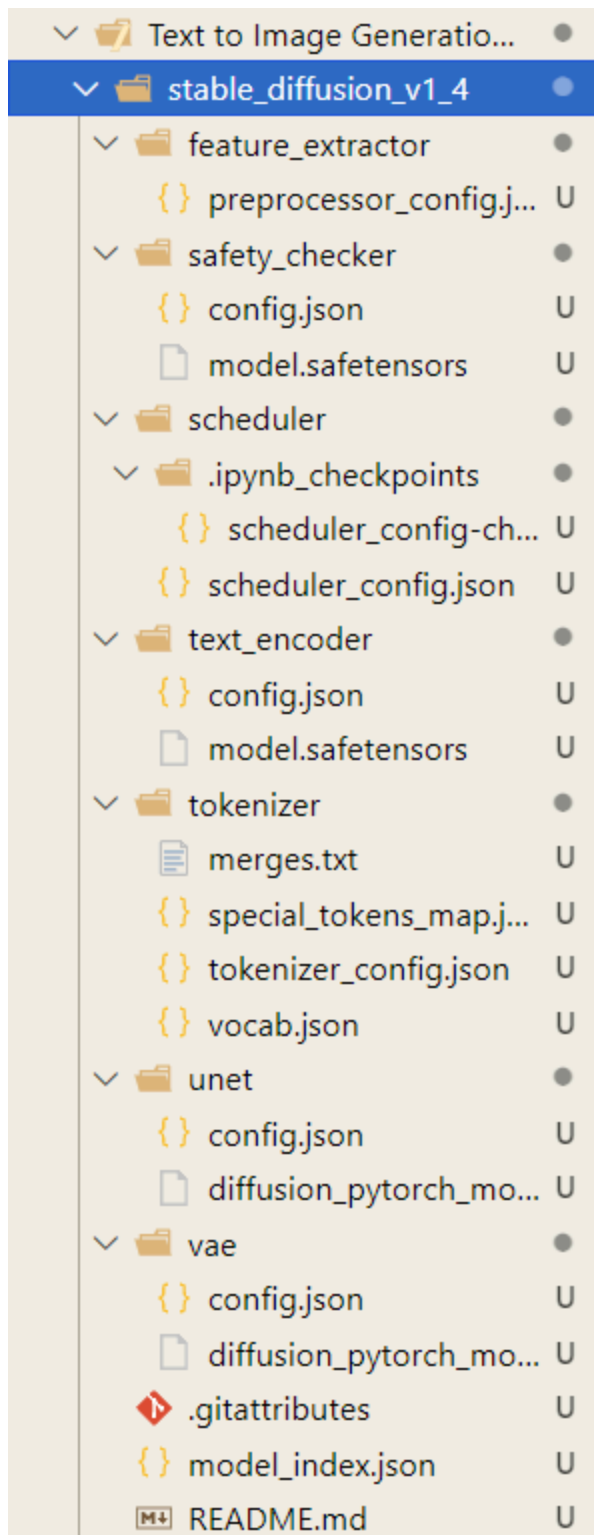 Text to Image Generatio...
stable_diffusion_v1_4
feature_extractor
{} preprocessor_config.j... U
safety_checker
{} config.json U
model.safetensors U
scheduler
.ipynb_checkpoints
{} scheduler_config-ch... U
{} scheduler_config.json U
text_encoder
{} config.json U
model.safetensors U
tokenizer
merges.txt U
{} special_tokens_map.j... U
{} tokenizer_config.json U
{} vocab.json U
unet
{} config.json U
diffusion_pytorch_mo... U
vae
{} config.json U
diffusion_pytorch_mo... U
.gitattributes U
{} model_index.json U
M↓ README.md U